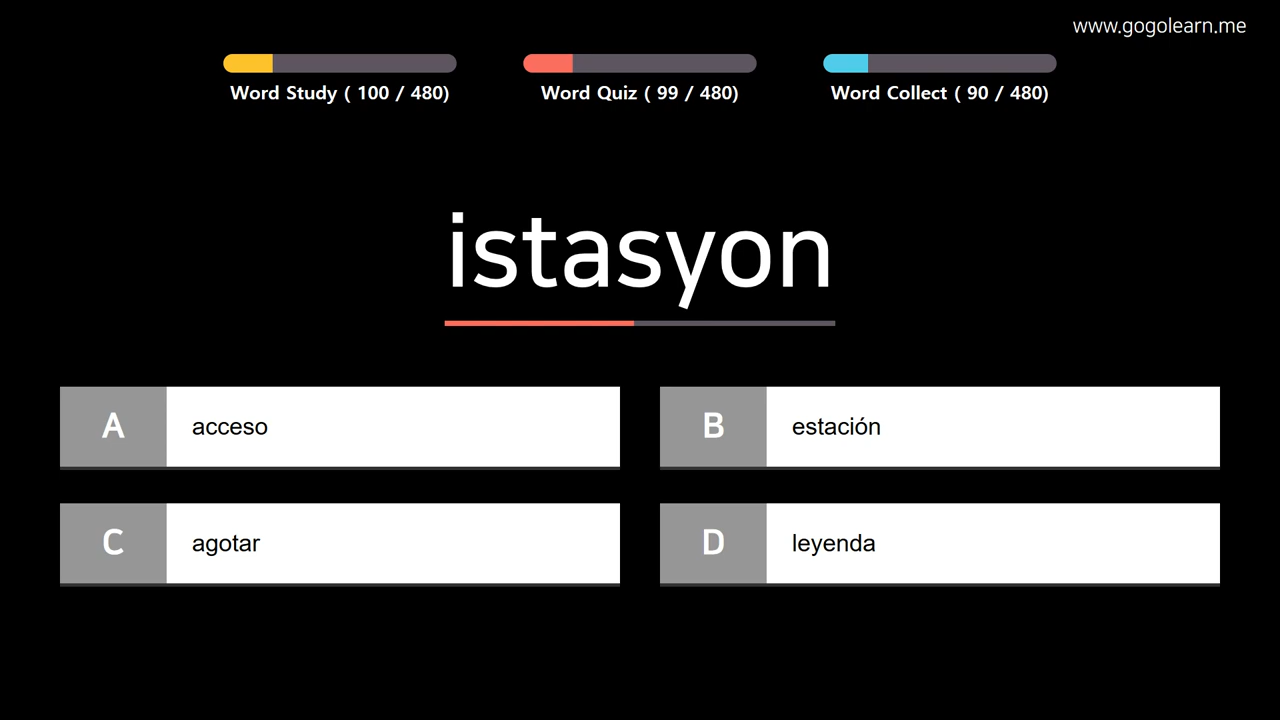 www.gogolearn.me
Word Study ( 100 / 480)
Word Quiz ( 99 / 480)
Word Collect ( 90 / 480)
istasyon
A acceso
B estación
C agotar
D leyenda